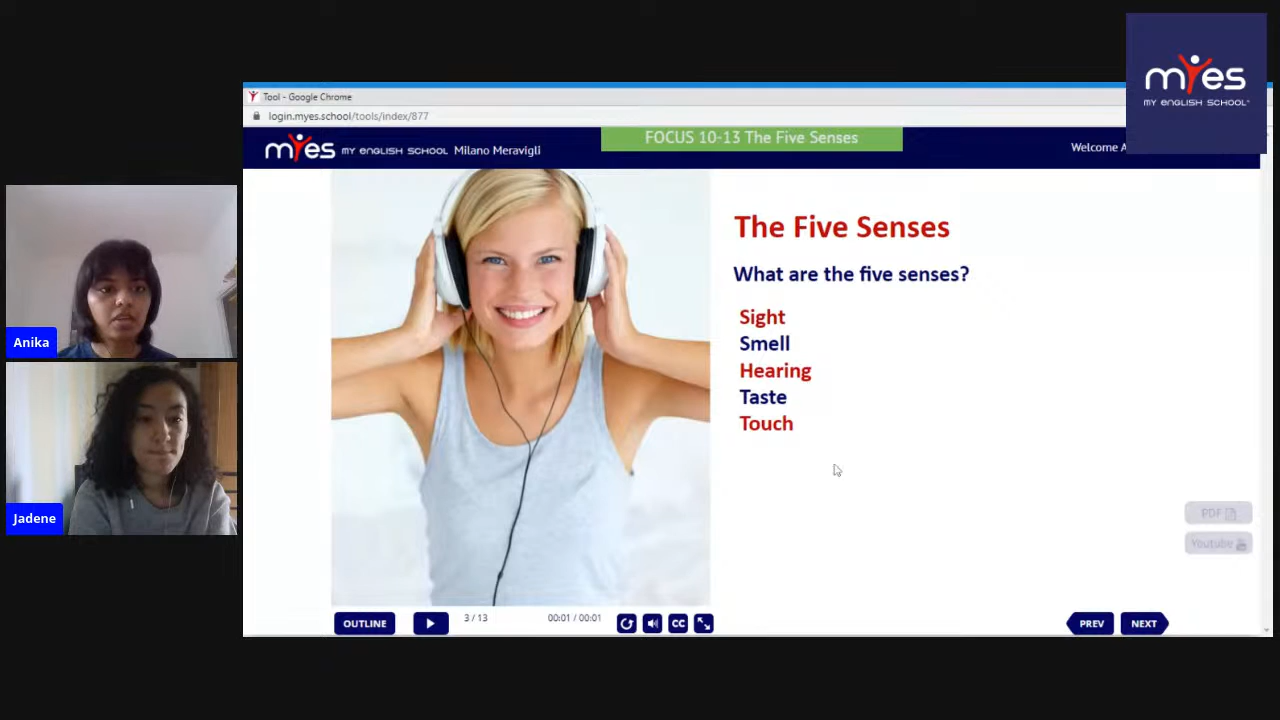 myes
MY ENGLISH SCHOOL
Tool - Google Chrome
login.myes.school/tools/index/877
FOCUS 10-13 The Five Senses
myes MY ENGLISH SCHOOL Milano Meravigli
Welcome A
The Five Senses
What are the five senses?
Sight
Smell
Hearing
Taste
Touch
Anika
Jadene
PDF
Youtube
OUTLINE
3 / 13
00:01 / 00:01
CC
PREV
NEXT